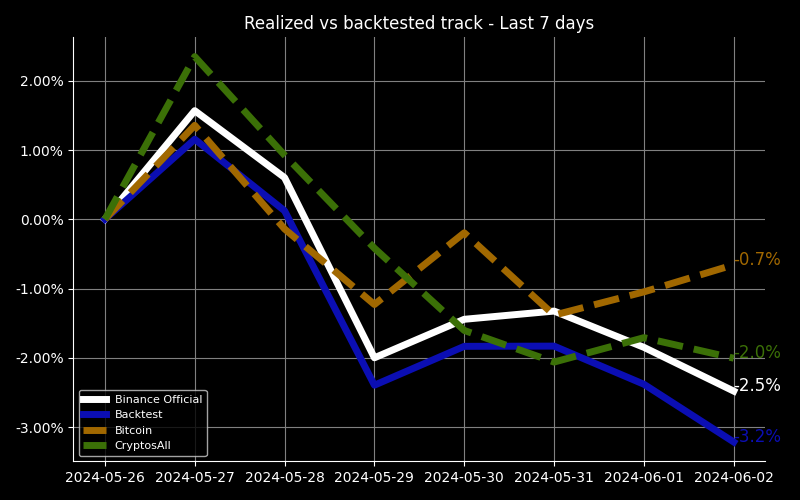 Realized vs backtested track - Last 7 days
2.00%
1.00%
0.00%
-1.00%
-2.00%
-3.00%
-0.7%
-2.0%
-2.5%
-3.2%
Binance Official
Backtest
Bitcoin
CryptosAll
2024-05-26 2024-05-27 2024-05-28 2024-05-29 2024-05-30 2024-05-31 2024-06-01 2024-06-02